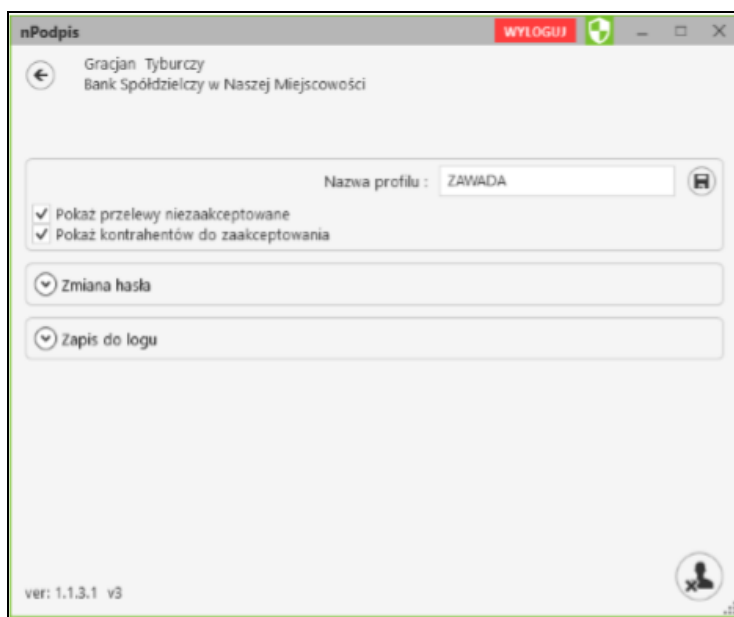 nPodpis WYLOGUJ
Gracjan Tyburczy
Bank Spółdzielczy w Naszej Miejscowości
Nazwa profilu : ZAWADA
Pokaż przelewy niezaakceptowane
Pokaż kontrahentów do zaakceptowania
Zmiana hasła
Zapis do logu
ver: 1.1.3.1 v3